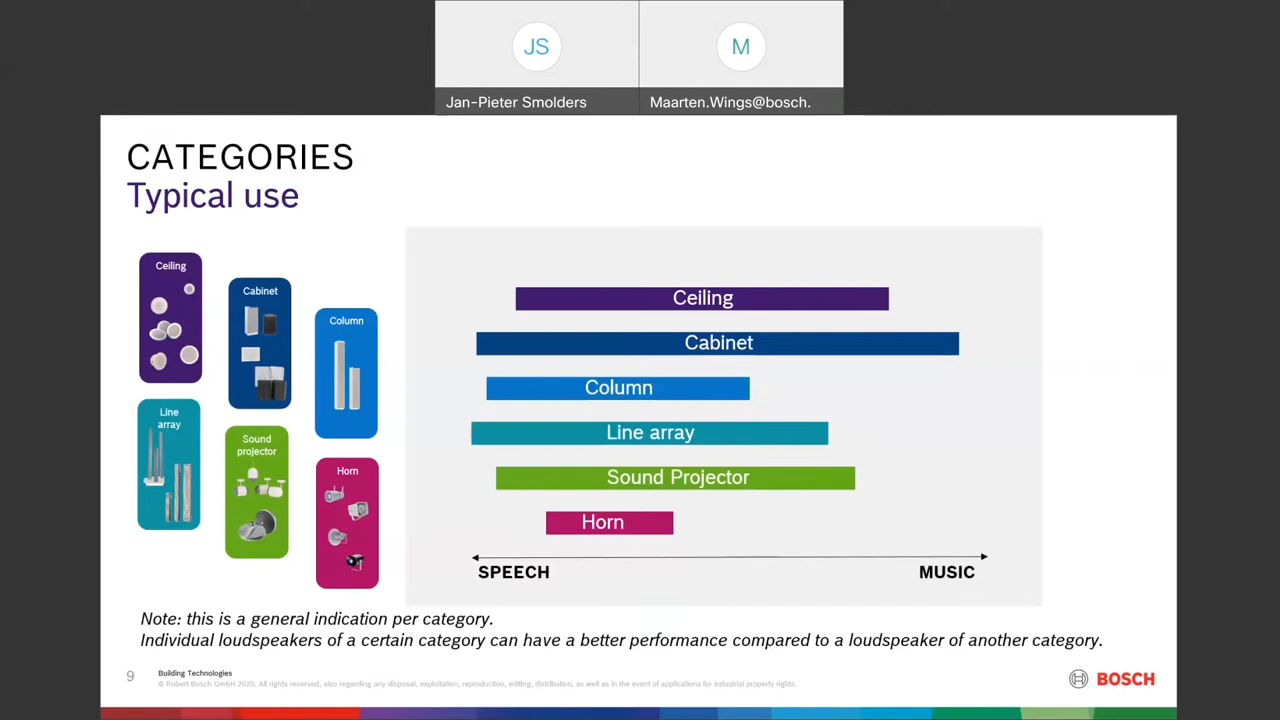 JS
M
Jan-Pieter Smolders
Maarten.Wings@bosch.
CATEGORIES
Typical use
Ceiling
Cabinet
Column
Line
array
Sound
projector
Horn
Ceiling
Cabinet
Column
Line array
Sound Projector
Horn
SPEECH
MUSIC
Note: this is a general indication per category.
Individual loudspeakers of a certain category can have a better performance compared to a loudspeaker of another category.
9
Building Technologies
© Robert Bosch GmbH 2020. All rights reserved, also regarding any disposal, exploitation, reproduction, editing, distribution, as well as in the event of applications for industrial property rights.
BOSCH